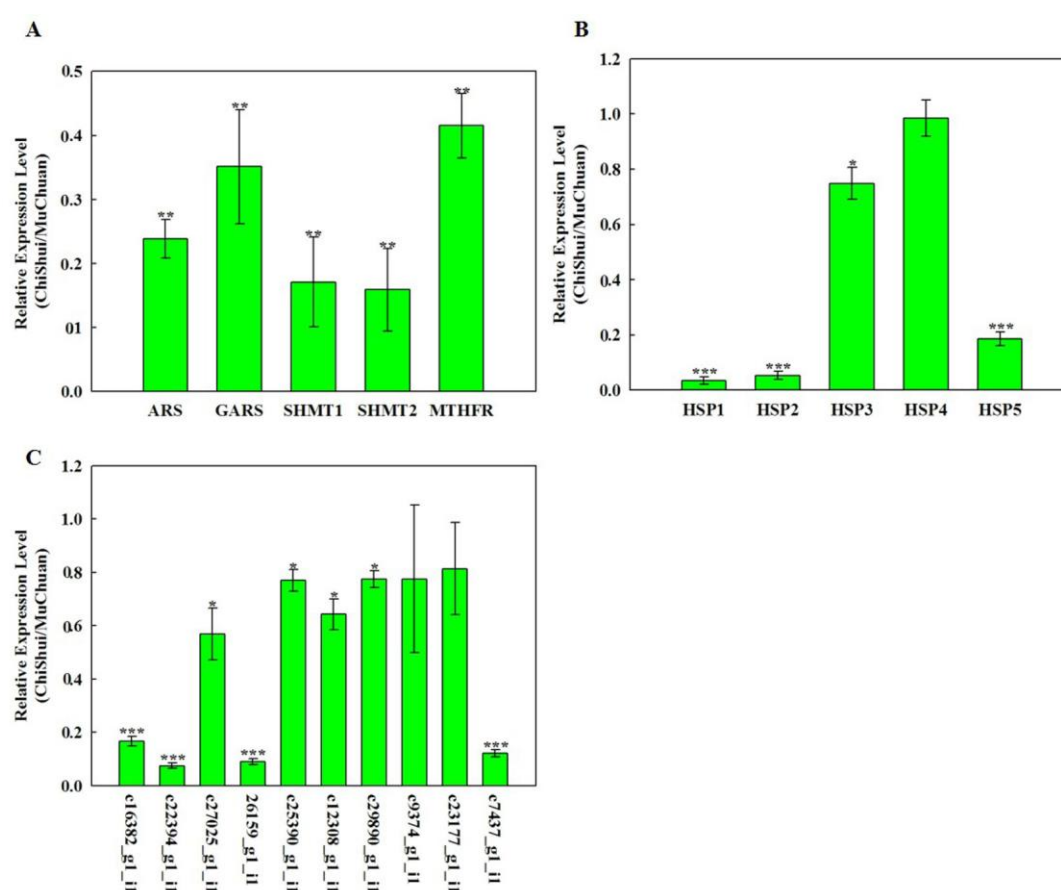 A
Relative Expression Level
(ChiShui/MuChuan)
0.5
0.4
0.3
0.2
01
0.0
**
**
**
**
**
ARS GARS SHMT1 SHMT2 MTHFR
B
Relative Expression Level
(ChiShui/MuChuan)
1.2
1.0
0.8
0.6
0.4
0.2
0.0
***
***
*
***
HSP1 HSP2 HSP3 HSP4 HSP5
C
Relative Expression Level
(ChiShui/MuChuan)
1.2
1.0
0.8
0.6
0.4
0.2
0.0
***
***
*
***
*
*
*
***
c16382_g1_i1
c22394_g1_i1
c27025_g1_i1
26159_g1_i1
c25390_g1_i1
c12308_g1_i1
c29890_g1_i1
c9374_g1_i1
c23177_g1_i1
c7437_g1_i1